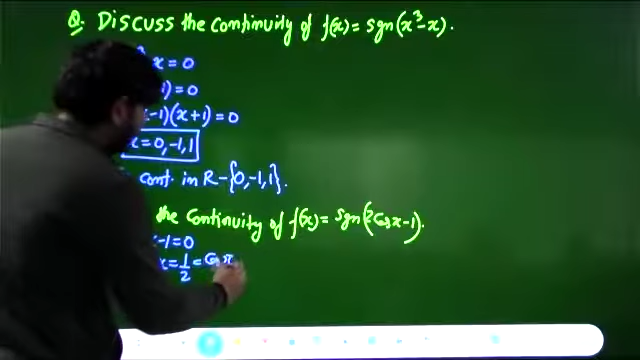 Q. Discuss the continuity of f(x) = sgn(x³-x).
x = 0
1) = 0
x-1)(x+1) = 0
x = 0, -1, 1
cont. in R-{0,-1,1}.
the continuity of f(x) = sgn(2cosx-1).
x-1=0
x = 1/2 = cos π